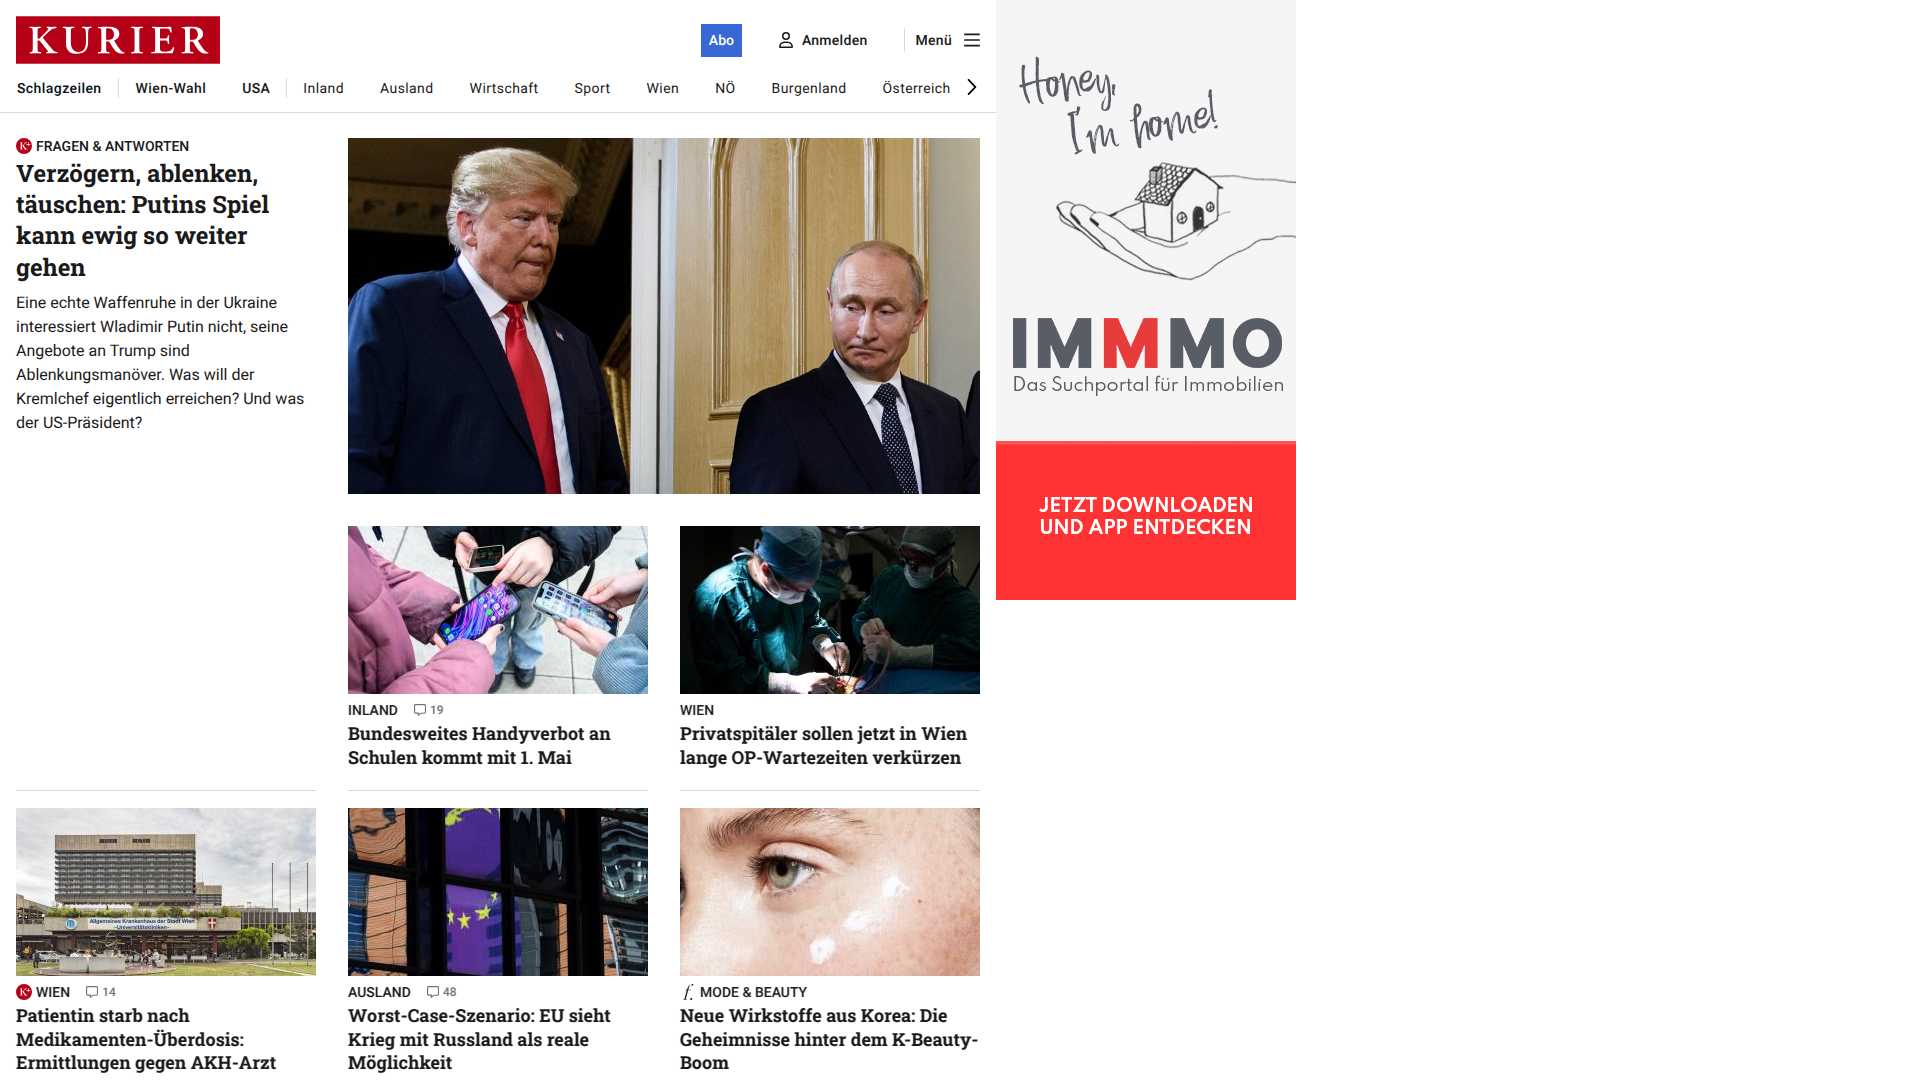 KURIER
Abo
Anmelden
Menü
Schlagzeilen
Wien-Wahl
USA
Inland
Ausland
Wirtschaft
Sport
Wien
NÖ
Burgenland
Österreich
FRAGEN & ANTWORTEN
Verzögern, ablenken,
täuschen: Putins Spiel
kann ewig so weiter
gehen
Eine echte Waffenruhe in der Ukraine
interessiert Wladimir Putin nicht, seine
Angebote an Trump sind
Ablenkungsmanöver. Was will der
Kremlchef eigentlich erreichen? Und was
der US-Präsident?
INLAND 19
Bundesweites Handyverbot an
Schulen kommt mit 1. Mai
WIEN
Privatspitäler sollen jetzt in Wien
lange OP-Wartezeiten verkürzen
Allgemeines Krankenhaus der Stadt Wien
-Universitätskliniken-
K+ WIEN 14
Patientin starb nach
Medikamenten-Überdosis:
Ermittlungen gegen AKH-Arzt
AUSLAND 48
Worst-Case-Szenario: EU sieht
Krieg mit Russland als reale
Möglichkeit
f. MODE & BEAUTY
Neue Wirkstoffe aus Korea: Die
Geheimnisse hinter dem K-Beauty-
Boom
Honey,
I'm home!
IMMMO
Das Suchportal für Immobilien
JETZT DOWNLOADEN
UND APP ENTDECKEN